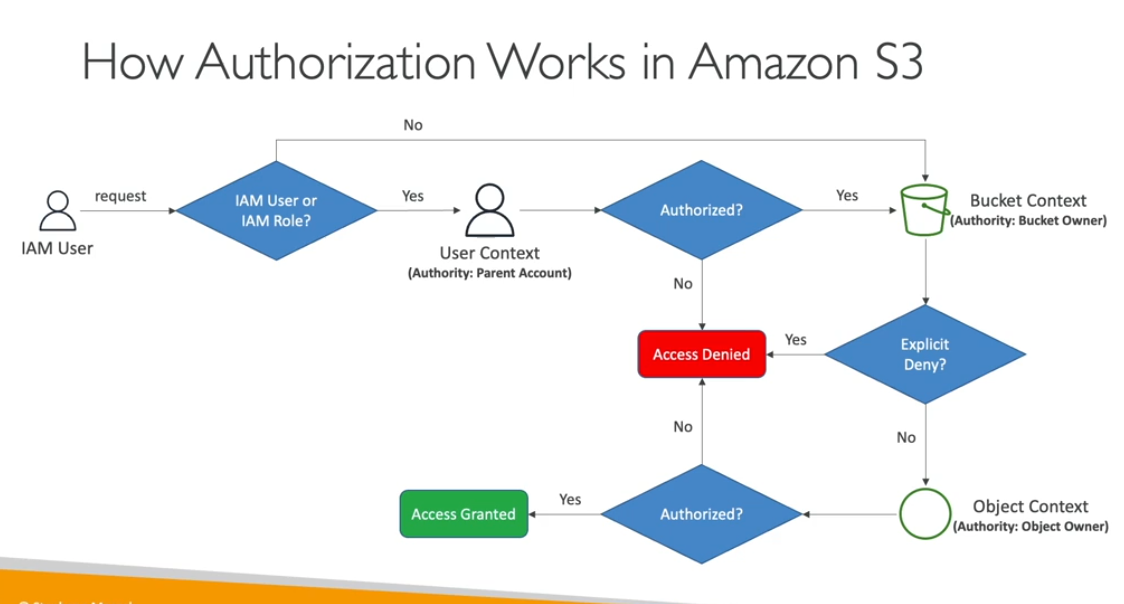 How Authorization Works in Amazon S3
No
request
IAM User or
IAM Role?
Yes
Authorized?
Yes
Bucket Context
(Authority: Bucket Owner)
IAM User
User Context
(Authority: Parent Account)
No
Access Denied
Yes
Explicit
Deny?
No
No
Access Granted
Yes
Authorized?
Object Context
(Authority: Object Owner)